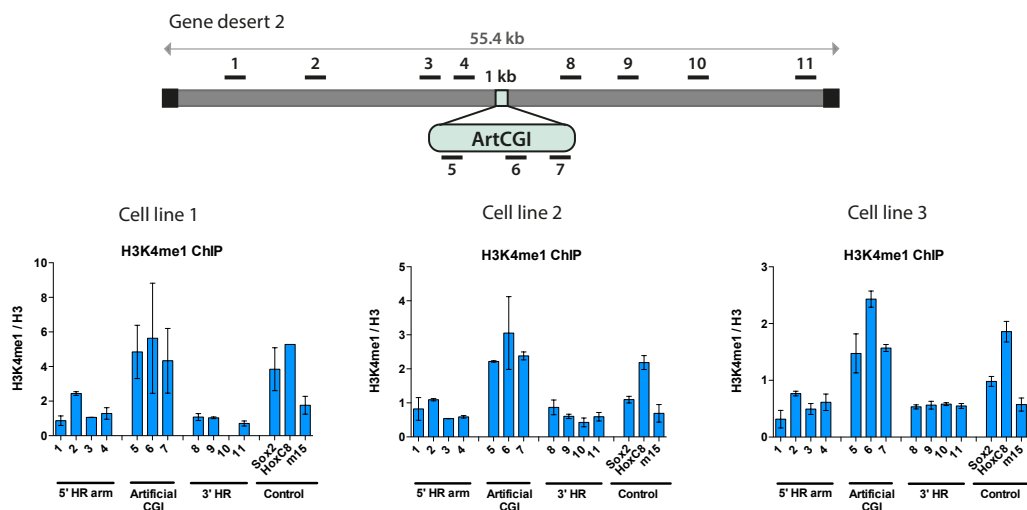 Gene desert 2
55.4 kb
1 2 3 4 8 9 10 11
1 kb
ArtCGI
5 6 7
Cell line 1
H3K4me1 ChIP
H3K4me1 / H3
10
8
6
4
2
0
1 2 3 4 5 6 7 8 9 10 11 Sox2 HoxC8 m15
5' HR arm Artificial CGI 3' HR Control
Cell line 2
H3K4me1 ChIP
H3K4me1 / H3
5
4
3
2
1
0
1 2 3 4 5 6 7 8 9 10 11 Sox2 HoxC8 m15
5' HR arm Artificial CGI 3' HR Control
Cell line 3
H3K4me1 ChIP
H3K4me1 / H3
3
2
1
0
1 2 3 4 5 6 7 8 9 10 11 Sox2 HoxC8 m15
5' HR arm Artificial CGI 3' HR Control